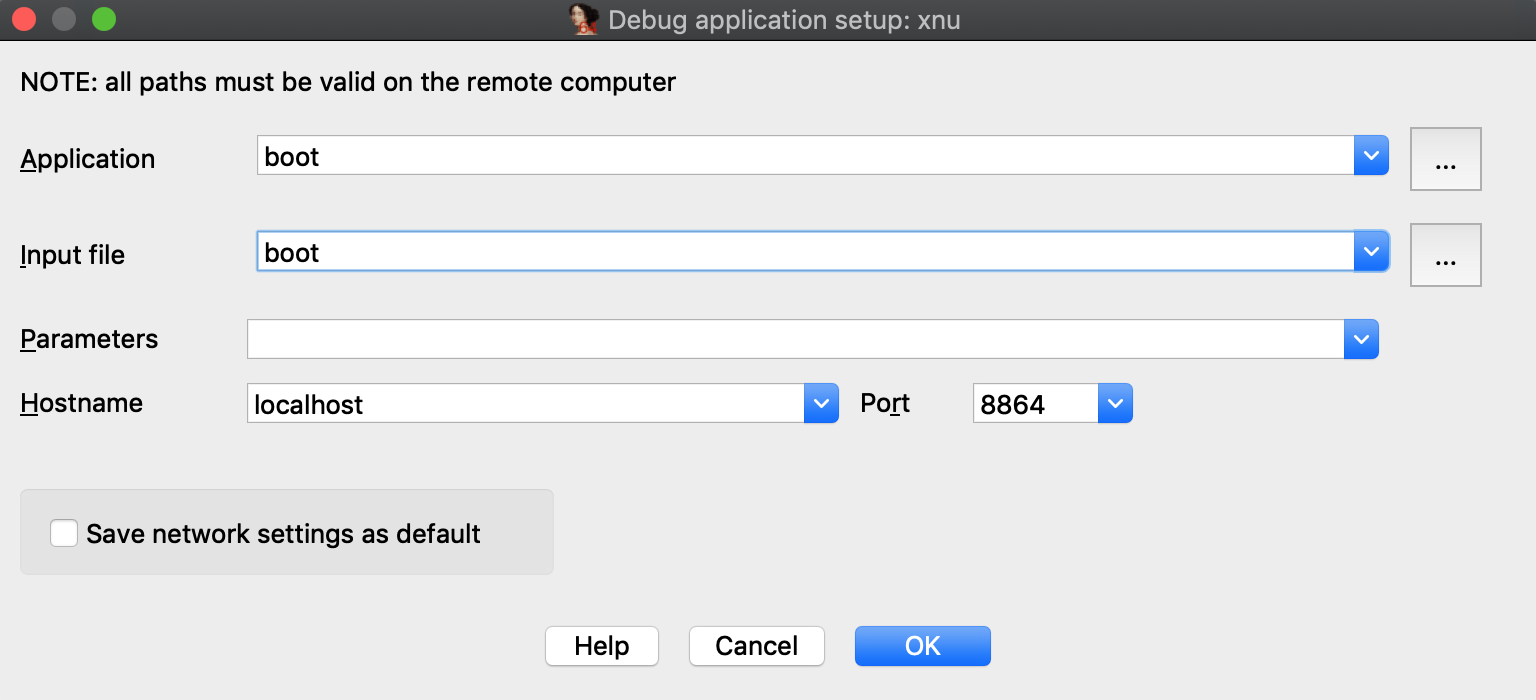 Debug application setup: xnu
NOTE: all paths must be valid on the remote computer
Application boot ...
Input file boot ...
Parameters
Hostname localhost Port 8864
Save network settings as default
Help Cancel OK